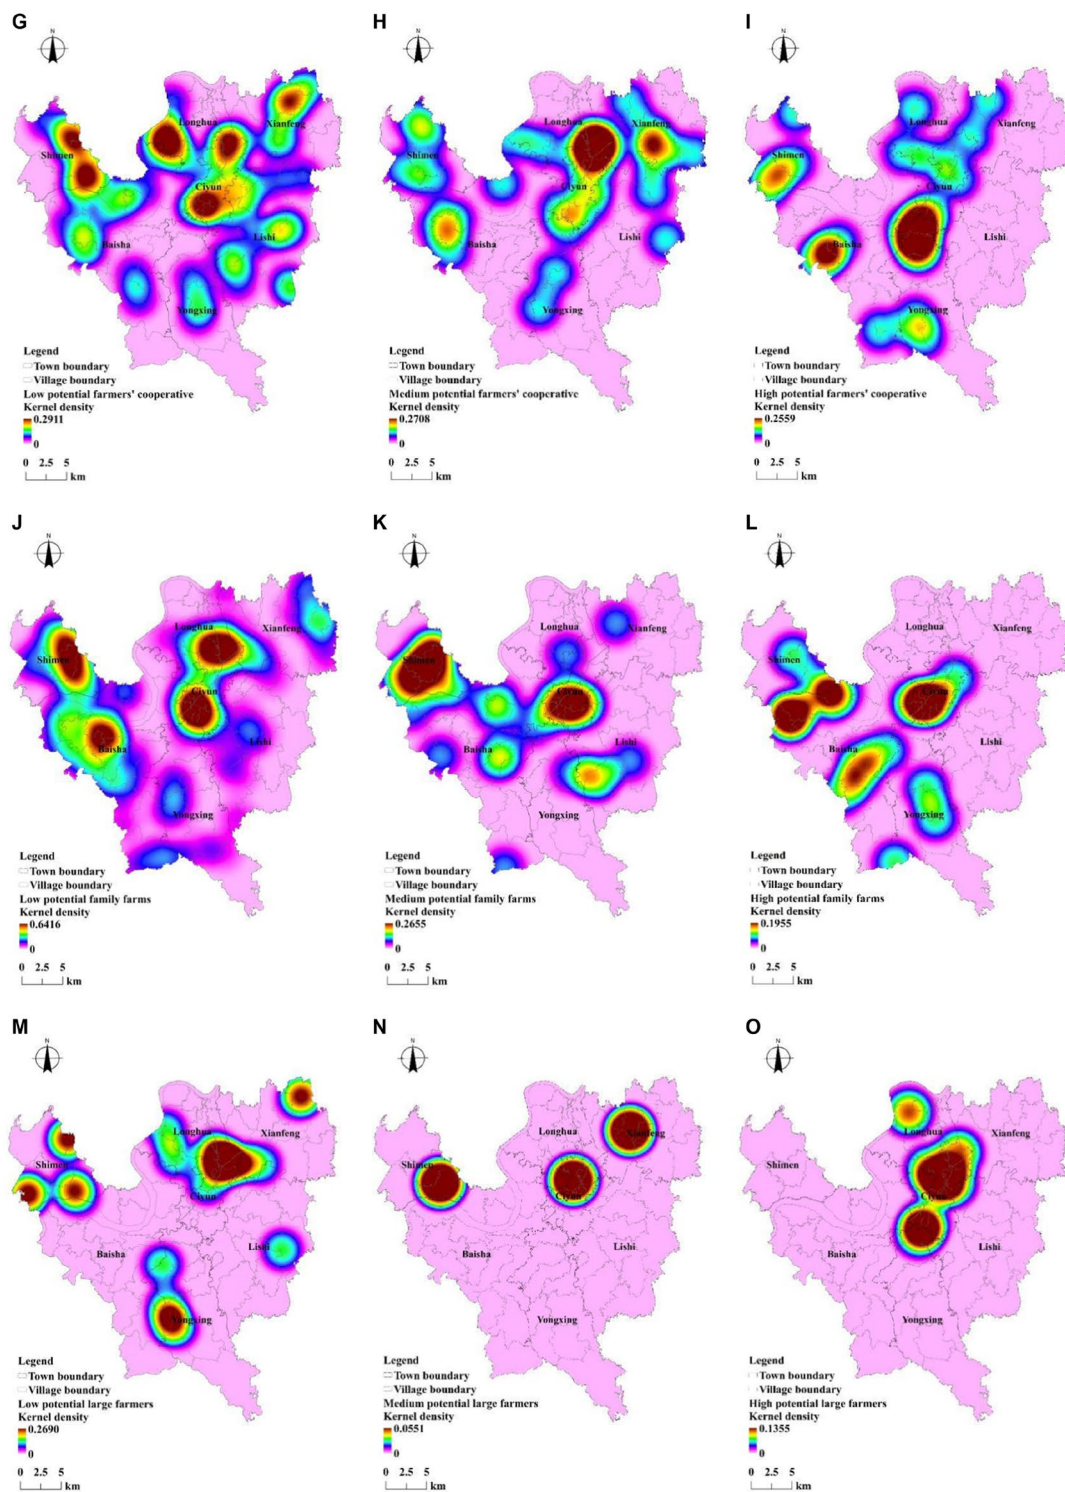 G
N
Longhua
Xianfeng
Shimen
Ciyun
Baisha
Lishi
Yongxing
Legend
Town boundary
Village boundary
Low potential farmers' cooperative
Kernel density
0.2911
0
0 2.5 5
km
H
N
Longhua
Xianfeng
Shimen
Ciyun
Baisha
Lishi
Yongxing
Legend
Town boundary
Village boundary
Medium potential farmers' cooperative
Kernel density
0.2708
0
0 2.5 5
km
I
N
Longhua
Xianfeng
Shimen
Ciyun
Baisha
Lishi
Yongxing
Legend
Town boundary
Village boundary
High potential farmers' cooperative
Kernel density
0.2559
0
0 2.5 5
km
J
N
Longhua
Xianfeng
Shimen
Ciyun
Baisha
Lishi
Yongxing
Legend
Town boundary
Village boundary
Low potential family farms
Kernel density
0.6416
0
0 2.5 5
km
K
N
Longhua
Xianfeng
Shimen
Ciyun
Baisha
Lishi
Yongxing
Legend
Town boundary
Village boundary
Medium potential family farms
Kernel density
0.2655
0
0 2.5 5
km
L
N
Longhua
Xianfeng
Shimen
Ciyun
Baisha
Lishi
Yongxing
Legend
Town boundary
Village boundary
High potential family farms
Kernel density
0.1955
0
0 2.5 5
km
M
N
Longhua
Xianfeng
Shimen
Ciyun
Baisha
Lishi
Yongxing
Legend
Town boundary
Village boundary
Low potential large farmers
Kernel density
0.2690
0
0 2.5 5
km
N
N
Longhua
Xianfeng
Shimen
Ciyun
Baisha
Lishi
Yongxing
Legend
Town boundary
Village boundary
Medium potential large farmers
Kernel density
0.0551
0
0 2.5 5
km
O
N
Longhua
Xianfeng
Shimen
Ciyun
Baisha
Lishi
Yongxing
Legend
Town boundary
Village boundary
High potential large farmers
Kernel density
0.1355
0
0 2.5 5
km